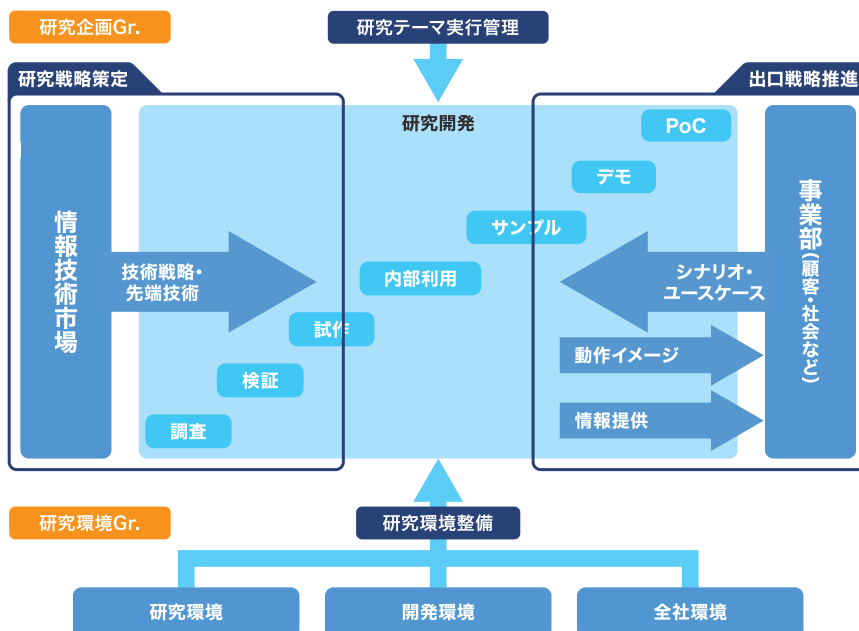 研究企画Gr.
研究テーマ実行管理
研究戦略策定
出口戦略推進
研究開発
PoC
デモ
サンプル
内部利用
試作
検証
調査
情報技術市場
技術戦略・
先端技術
シナリオ・
ユースケース
動作イメージ
情報提供
事業部(顧客・社会など)
研究環境Gr.
研究環境整備
研究環境
開発環境
全社環境